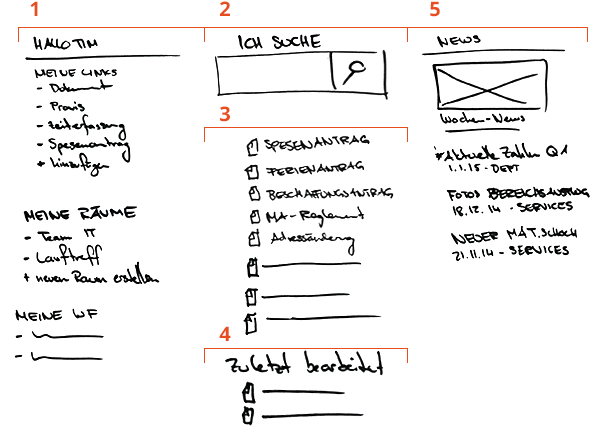 1
HALLO TIM
MEINE LINKS
- Dokument
- Praxis
- Zeiterfassung
- Spesenantrag
+ hinzufügen
MEINE RÄUME
- Team IT
- Lauftreff
+ neuen Raum erstellen
MEINE WF
2
ICH SUCHE
3
SPESENANTRAG
FERIENANTRAG
BESCHAFFUNGSANTRAG
MA-Reglement
Adressänderung
4
Zuletzt bearbeitet
5
NEWS
Wochen-News
Aktuelle Zahlen Q1
1.1.15 - DEPT
FOTOS BEREICHSAUSFLUG
18.12.14 - SERVICES
NEUER MAT.SCHOCH
21.11.14 - SERVICES